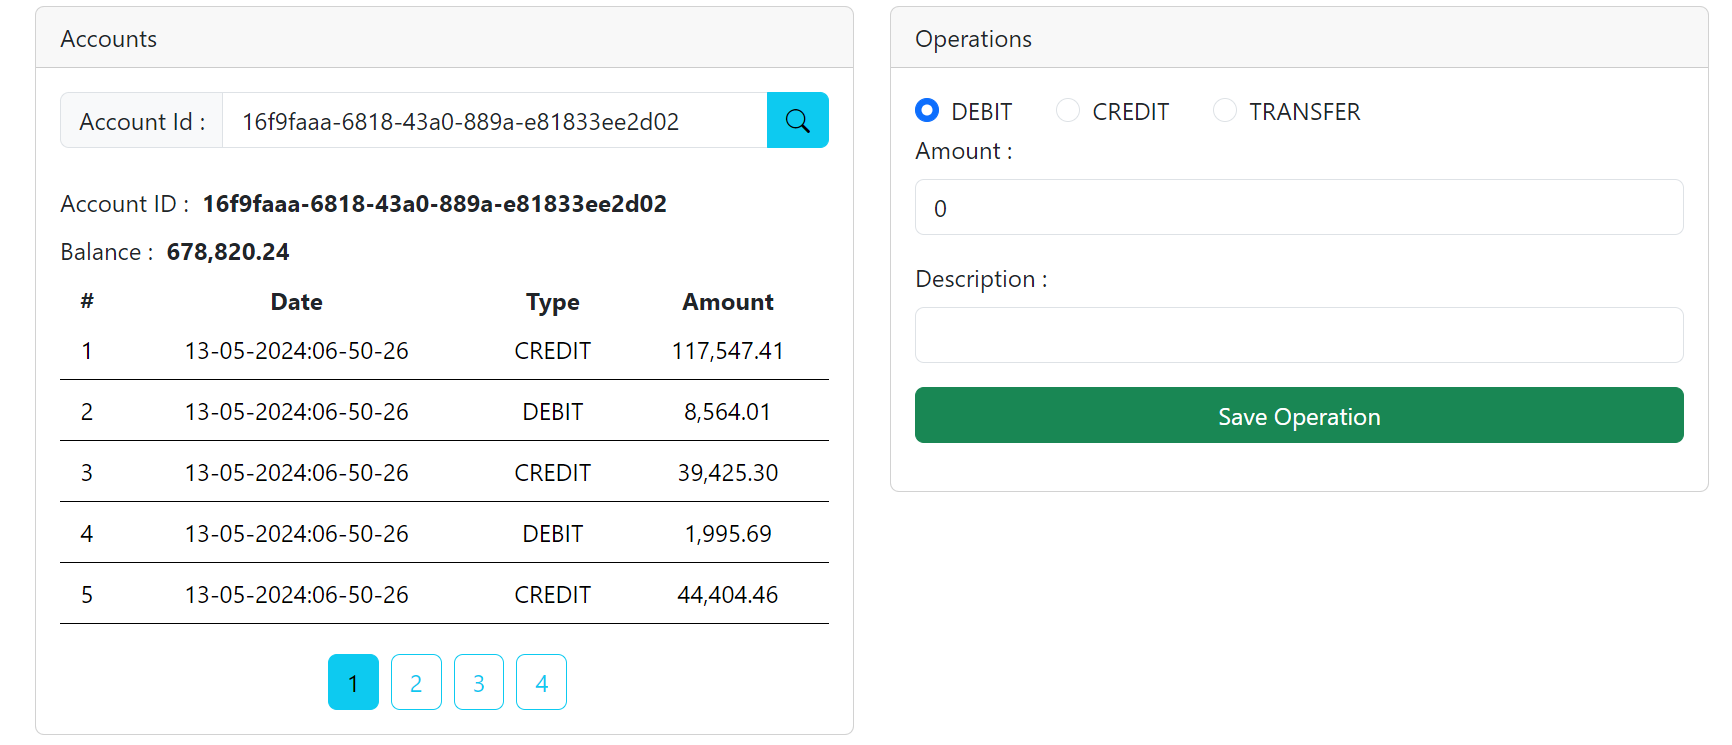 Accounts
Account Id : 16f9faaa-6818-43a0-889a-e81833ee2d02
Account ID : 16f9faaa-6818-43a0-889a-e81833ee2d02
Balance : 678,820.24
# Date Type Amount
1 13-05-2024:06-50-26 CREDIT 117,547.41
2 13-05-2024:06-50-26 DEBIT 8,564.01
3 13-05-2024:06-50-26 CREDIT 39,425.30
4 13-05-2024:06-50-26 DEBIT 1,995.69
5 13-05-2024:06-50-26 CREDIT 44,404.46
1 2 3 4
Operations
DEBIT CREDIT TRANSFER
Amount :
0
Description :
Save Operation